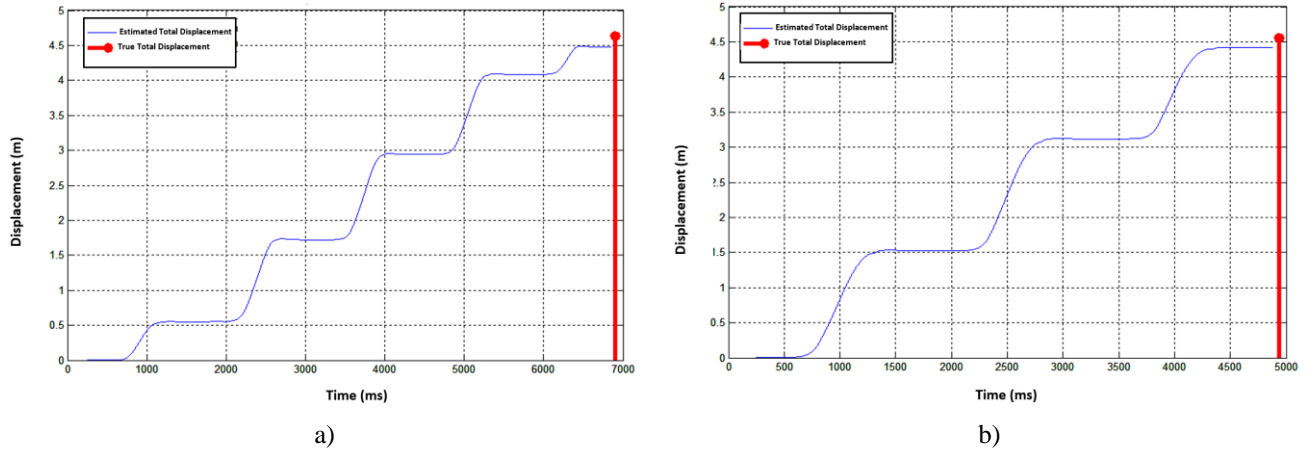 Estimated Total Displacement
True Total Displacement
5
4.5
4
3.5
3
2.5
2
1.5
1
0.5
0
Displacement (m)
0 1000 2000 3000 4000 5000 6000 7000
Time (ms)
a)
Estimated Total Displacement
True Total Displacement
5
4.5
4
3.5
3
2.5
2
1.5
1
0.5
0
Displacement (m)
0 500 1000 1500 2000 2500 3000 3500 4000 4500 5000
Time (ms)
b)